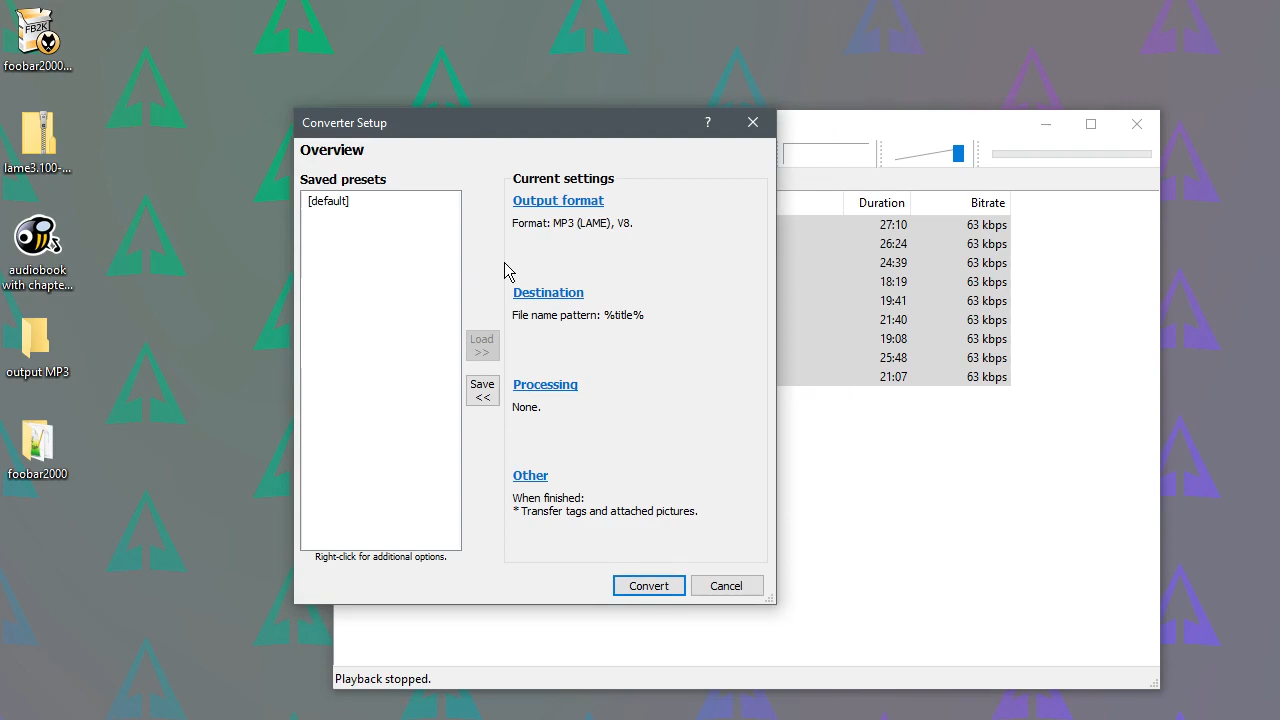 FB2K
foobar2000...
lame3.100-...
audiobook
with chapte...
output MP3
foobar2000
Converter Setup
?
Overview
Saved presets
[default]
Right-click for additional options.
Load
>>
Save
<<
Current settings
Output format
Format: MP3 (LAME), V8.
Destination
File name pattern: %title%
Processing
None.
Other
When finished:
* Transfer tags and attached pictures.
Convert
Cancel
Duration Bitrate
27:10 63 kbps
26:24 63 kbps
24:39 63 kbps
18:19 63 kbps
19:41 63 kbps
21:40 63 kbps
19:08 63 kbps
25:48 63 kbps
21:07 63 kbps
Playback stopped.